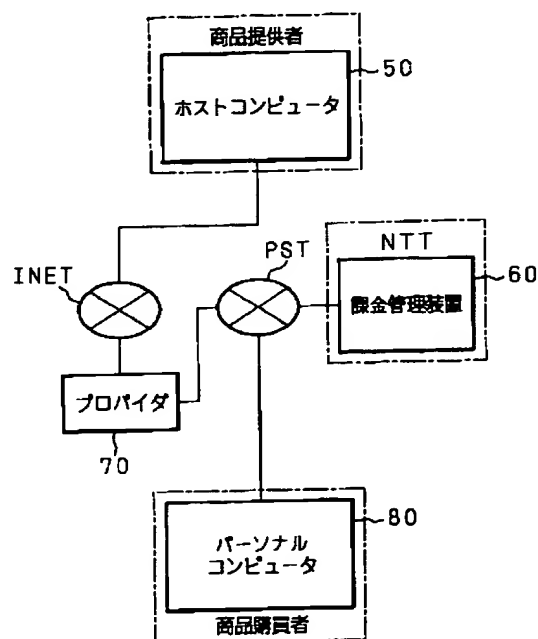 商品提供者
50
ホストコンピュータ
PST
NTT
INET
60
課金管理装置
プロバイダ
70
80
パーソナル
コンピュータ
商品購買者